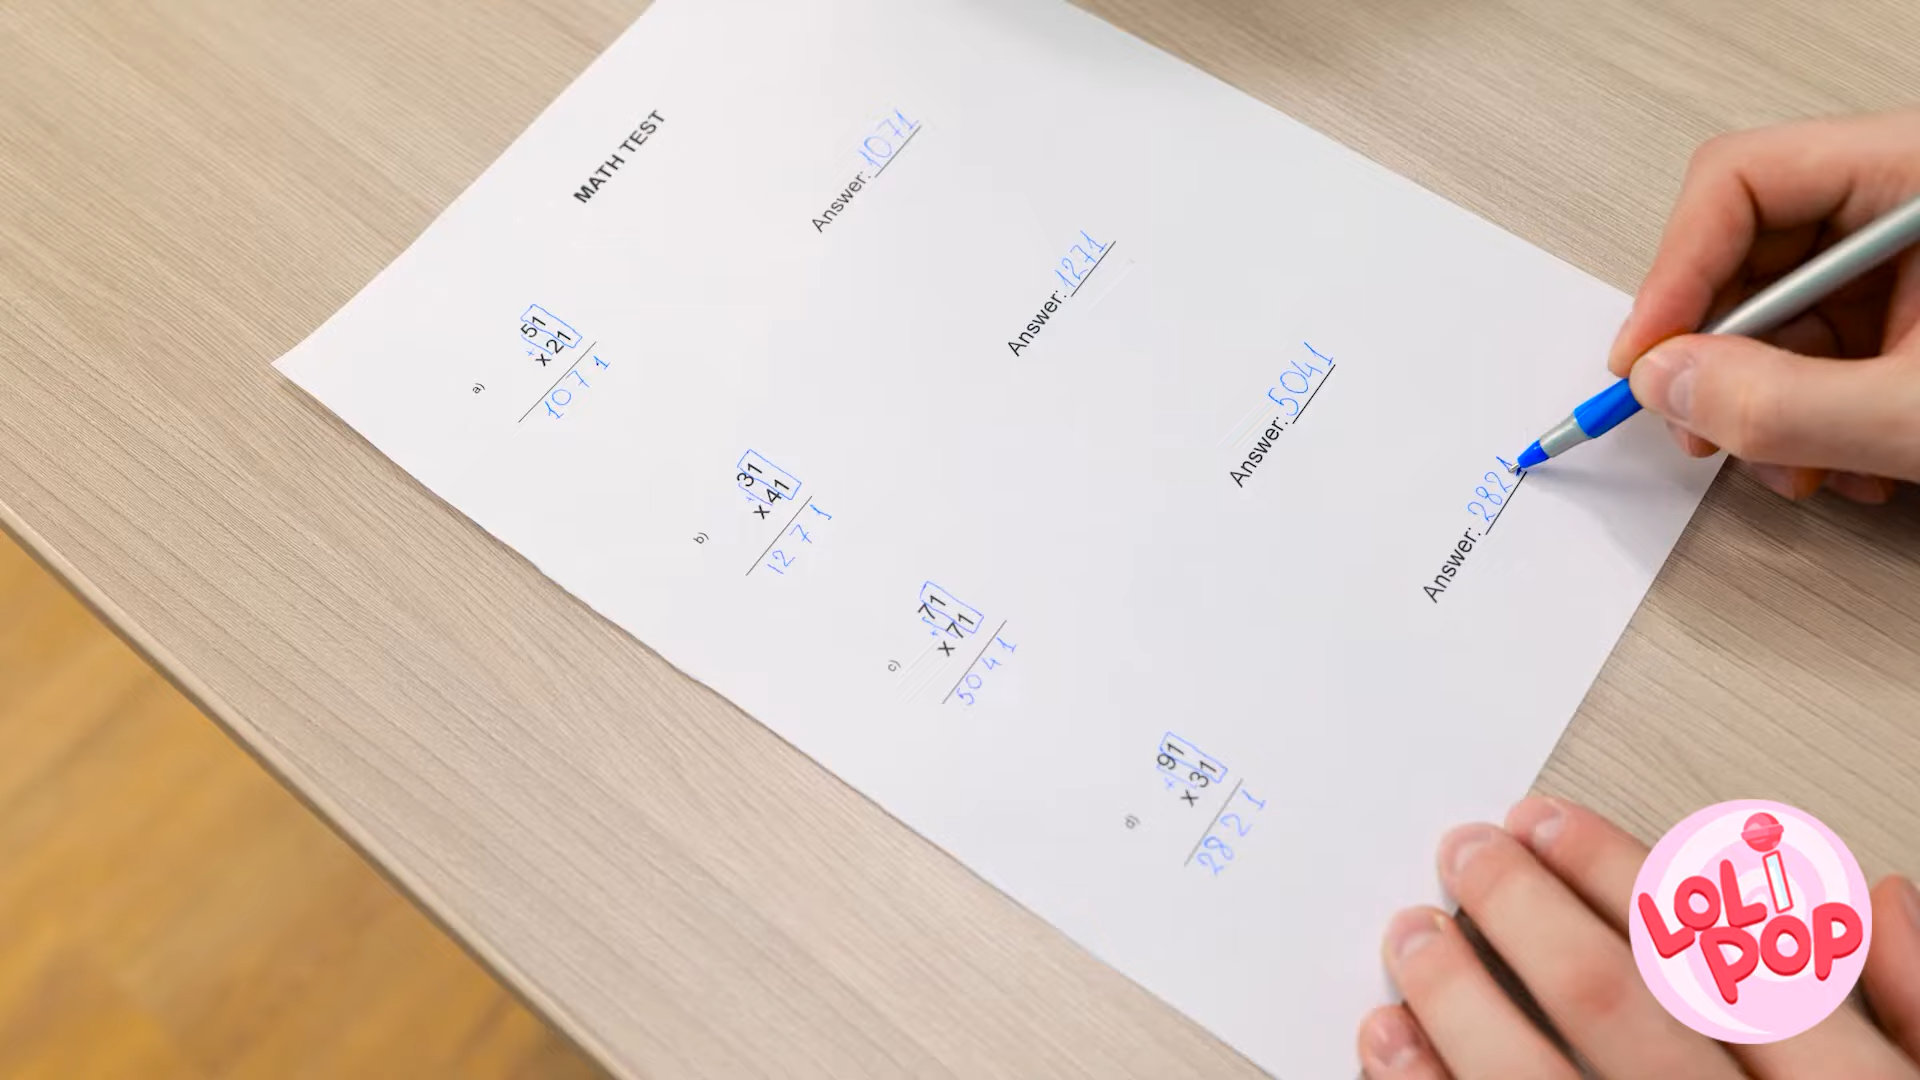 MATH TEST
a)
51
x 21
1071
Answer: 1071
b)
31
x 41
1271
Answer: 1271
c)
71
x 71
5041
Answer: 5041
d)
91
x 31
2821
Answer: 2821
LOLiPOP